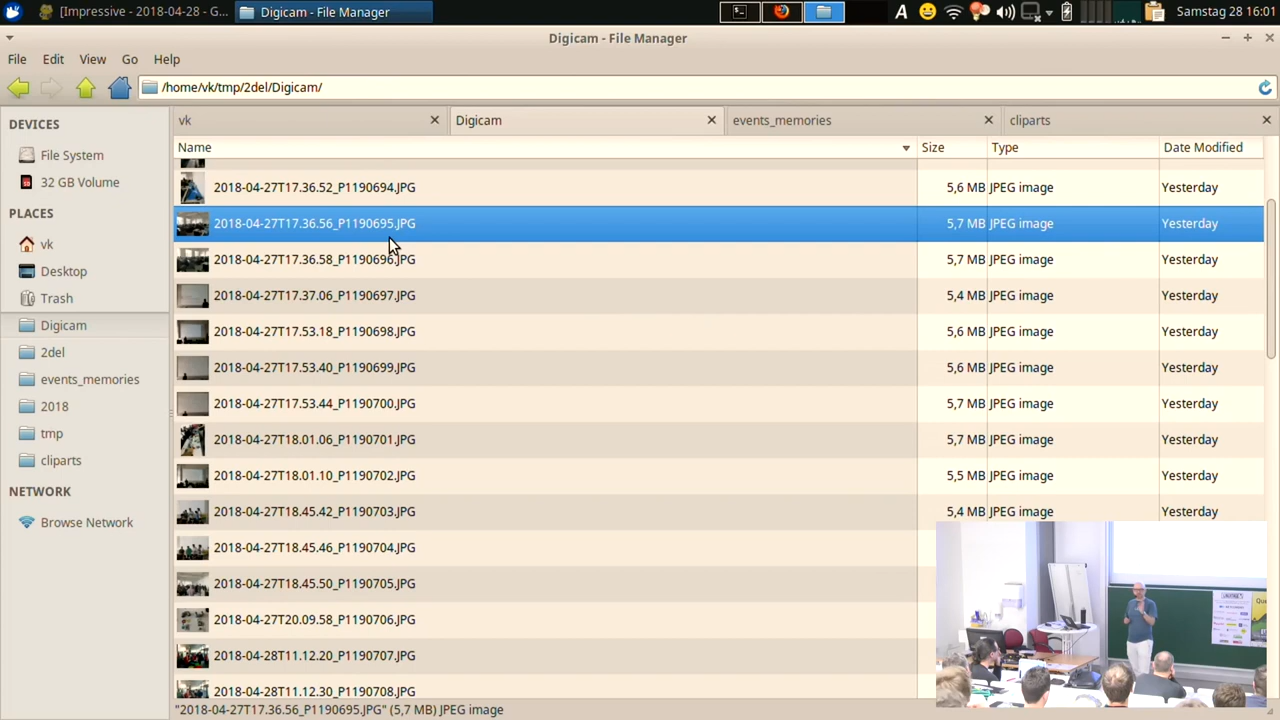 [Impressive - 2018-04-28 - G...
Digicam - File Manager
A
Samstag 28 16:01
Digicam - File Manager
File Edit View Go Help
/home/vk/tmp/2del/Digicam/
DEVICES
File System
32 GB Volume
PLACES
vk
Desktop
Trash
Digicam
2del
events_memories
2018
tmp
cliparts
NETWORK
Browse Network
vk Digicam events_memories cliparts
Name Size Type Date Modified
2018-04-27T17.36.52_P1190694.JPG 5,6 MB JPEG image Yesterday
2018-04-27T17.36.56_P1190695.JPG 5,7 MB JPEG image Yesterday
2018-04-27T17.36.58_P1190696.JPG 5,7 MB JPEG image Yesterday
2018-04-27T17.37.06_P1190697.JPG 5,4 MB JPEG image Yesterday
2018-04-27T17.53.18_P1190698.JPG 5,6 MB JPEG image Yesterday
2018-04-27T17.53.40_P1190699.JPG 5,6 MB JPEG image Yesterday
2018-04-27T17.53.44_P1190700.JPG 5,7 MB JPEG image Yesterday
2018-04-27T18.01.06_P1190701.JPG 5,7 MB JPEG image Yesterday
2018-04-27T18.01.10_P1190702.JPG 5,5 MB JPEG image Yesterday
2018-04-27T18.45.42_P1190703.JPG 5,4 MB JPEG image Yesterday
2018-04-27T18.45.46_P1190704.JPG
2018-04-27T18.45.50_P1190705.JPG
2018-04-27T20.09.58_P1190706.JPG
2018-04-28T11.12.20_P1190707.JPG
2018-04-28T11.12.30_P1190708.JPG
"2018-04-27T17.36.56_P1190695.JPG" (5,7 MB) JPEG image